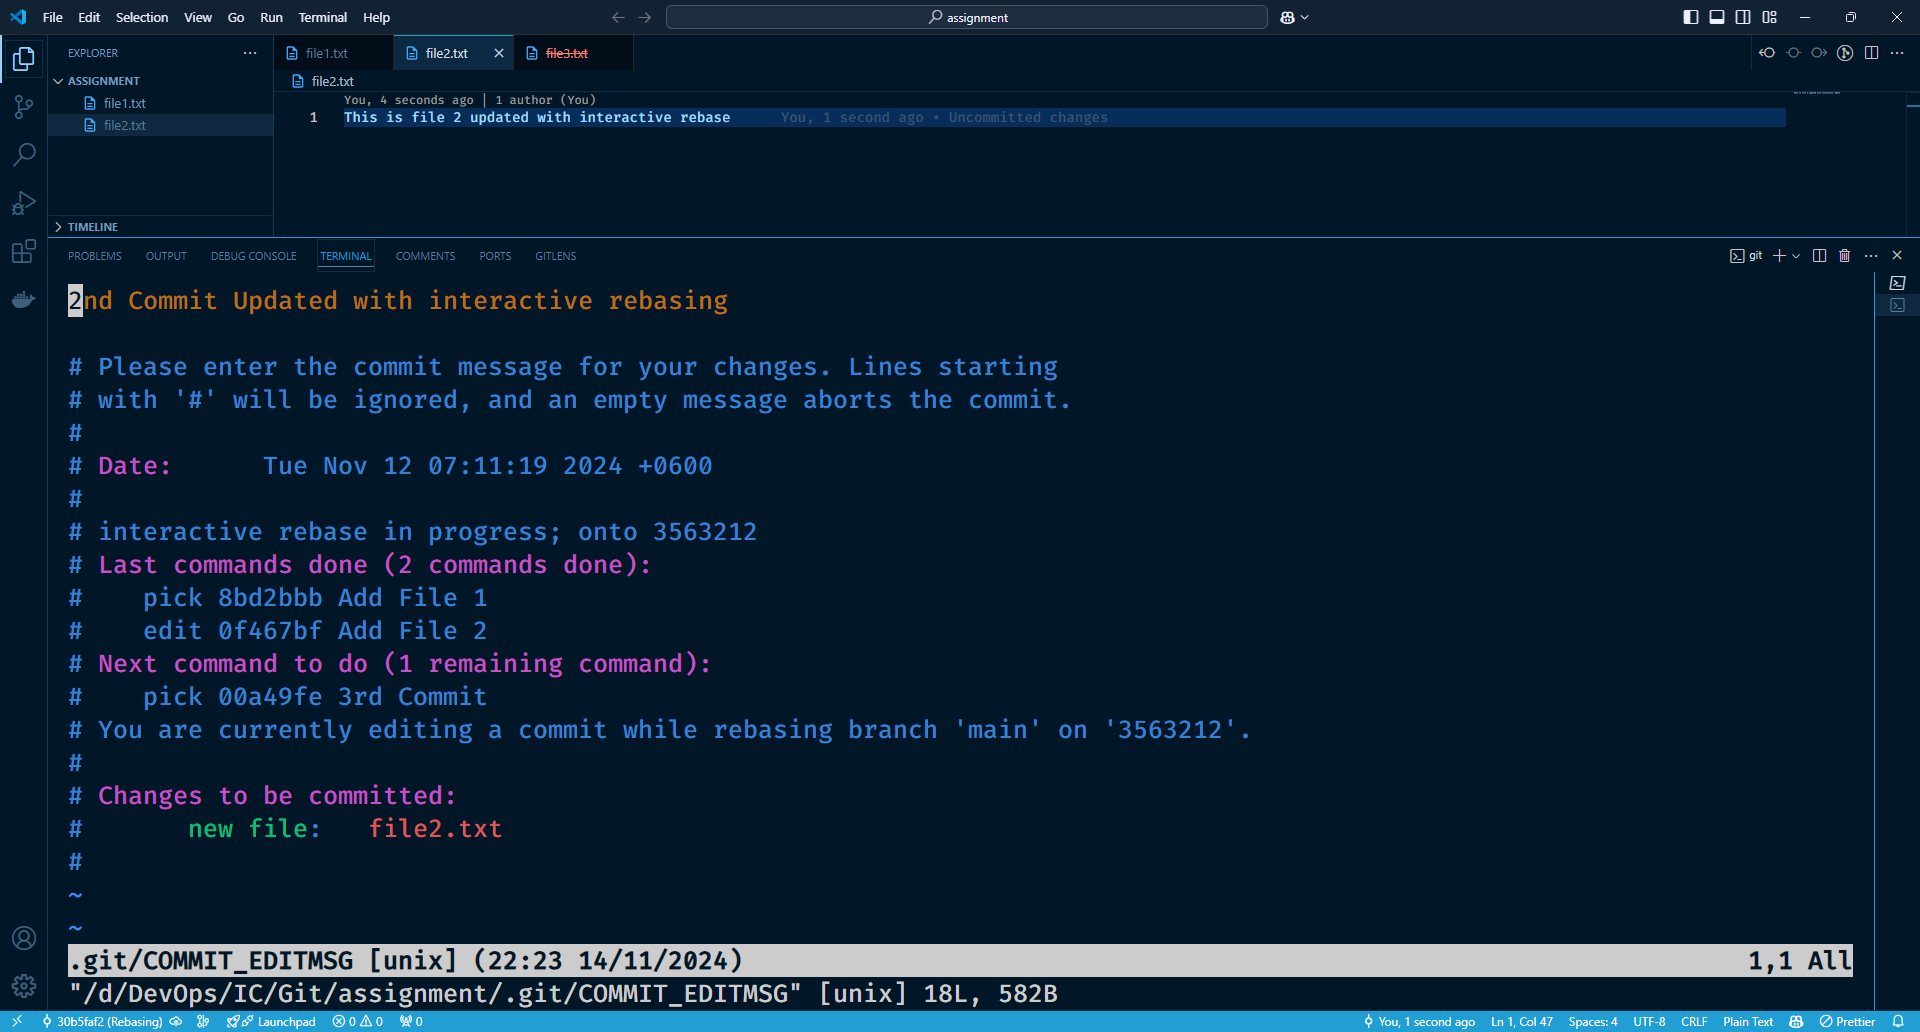 File Edit Selection View Go Run Terminal Help
assignment
EXPLORER
ASSIGNMENT
file1.txt
file2.txt
TIMELINE
file1.txt
file2.txt
file3.txt
file2.txt
You, 4 seconds ago | 1 author (You)
1 This is file 2 updated with interactive rebase You, 1 second ago • Uncommitted changes
PROBLEMS OUTPUT DEBUG CONSOLE TERMINAL COMMENTS PORTS GITLENS
git
2nd Commit Updated with interactive rebasing
# Please enter the commit message for your changes. Lines starting
# with '#' will be ignored, and an empty message aborts the commit.
#
# Date: Tue Nov 12 07:11:19 2024 +0600
#
# interactive rebase in progress; onto 3563212
# Last commands done (2 commands done):
# pick 8bd2bbb Add File 1
# edit 0f467bf Add File 2
# Next command to do (1 remaining command):
# pick 00a49fe 3rd Commit
# You are currently editing a commit while rebasing branch 'main' on '3563212'.
#
# Changes to be committed:
# new file: file2.txt
#
~
~
.git/COMMIT_EDITMSG [unix] (22:23 14/11/2024) 1,1 All
"/d/DevOps/IC/Git/assignment/.git/COMMIT_EDITMSG" [unix] 18L, 582B
30b5faf2 (Rebasing) Launchpad 0 0 0 You, 1 second ago Ln 1, Col 47 Spaces: 4 UTF-8 CRLF Plain Text Prettier